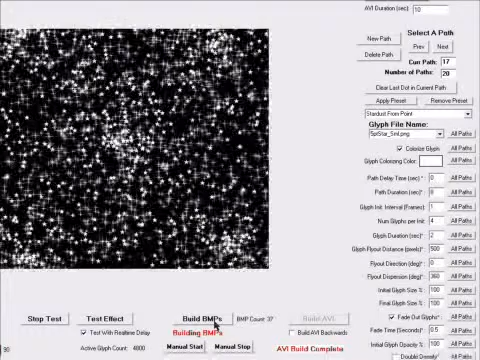 AVI Duration (sec): 10
New Path
Select A Path
Delete Path
Prev
Next
Curr Path: 17
Number of Paths: 20
Clear Last Dot in Current Path
Apply Preset
Remove Preset
Stardust From Point
Glyph File Name:
SptStar_Sml.png
All Paths
Colorize Glyph
All Paths
Glyph Colorizing Color:
All Paths
Path Delay Time (sec) : 0
All Paths
Path Duration (sec): 8
All Paths
Glyph Init. Interval (frames): 1
All Paths
Num Glyphs per Init: 4
All Paths
Glyph Duration (sec): 2
All Paths
Glyph Flyout Distance (pixels): 500
All Paths
Flyout Direction (deg): 0
All Paths
Flyout Dispersion (deg): 360
All Paths
Initial Glyph Size %: 100
All Paths
Final Glyph Size %: 100
All Paths
Fade Out Glyphs
All Paths
Fade Time (Seconds) 0.5
All Paths
Initial Opacity %: 100
All Paths
Double Density
All Paths
Stop Test
Test Effect
Build BMPs
BMP Count: 37
Build AVI
Test With Realtime Delay
Building BMPs
Build AVI Backwards
90
Active Glyph Count: 4800
Manual Start
Manual Stop
AVI Build Complete